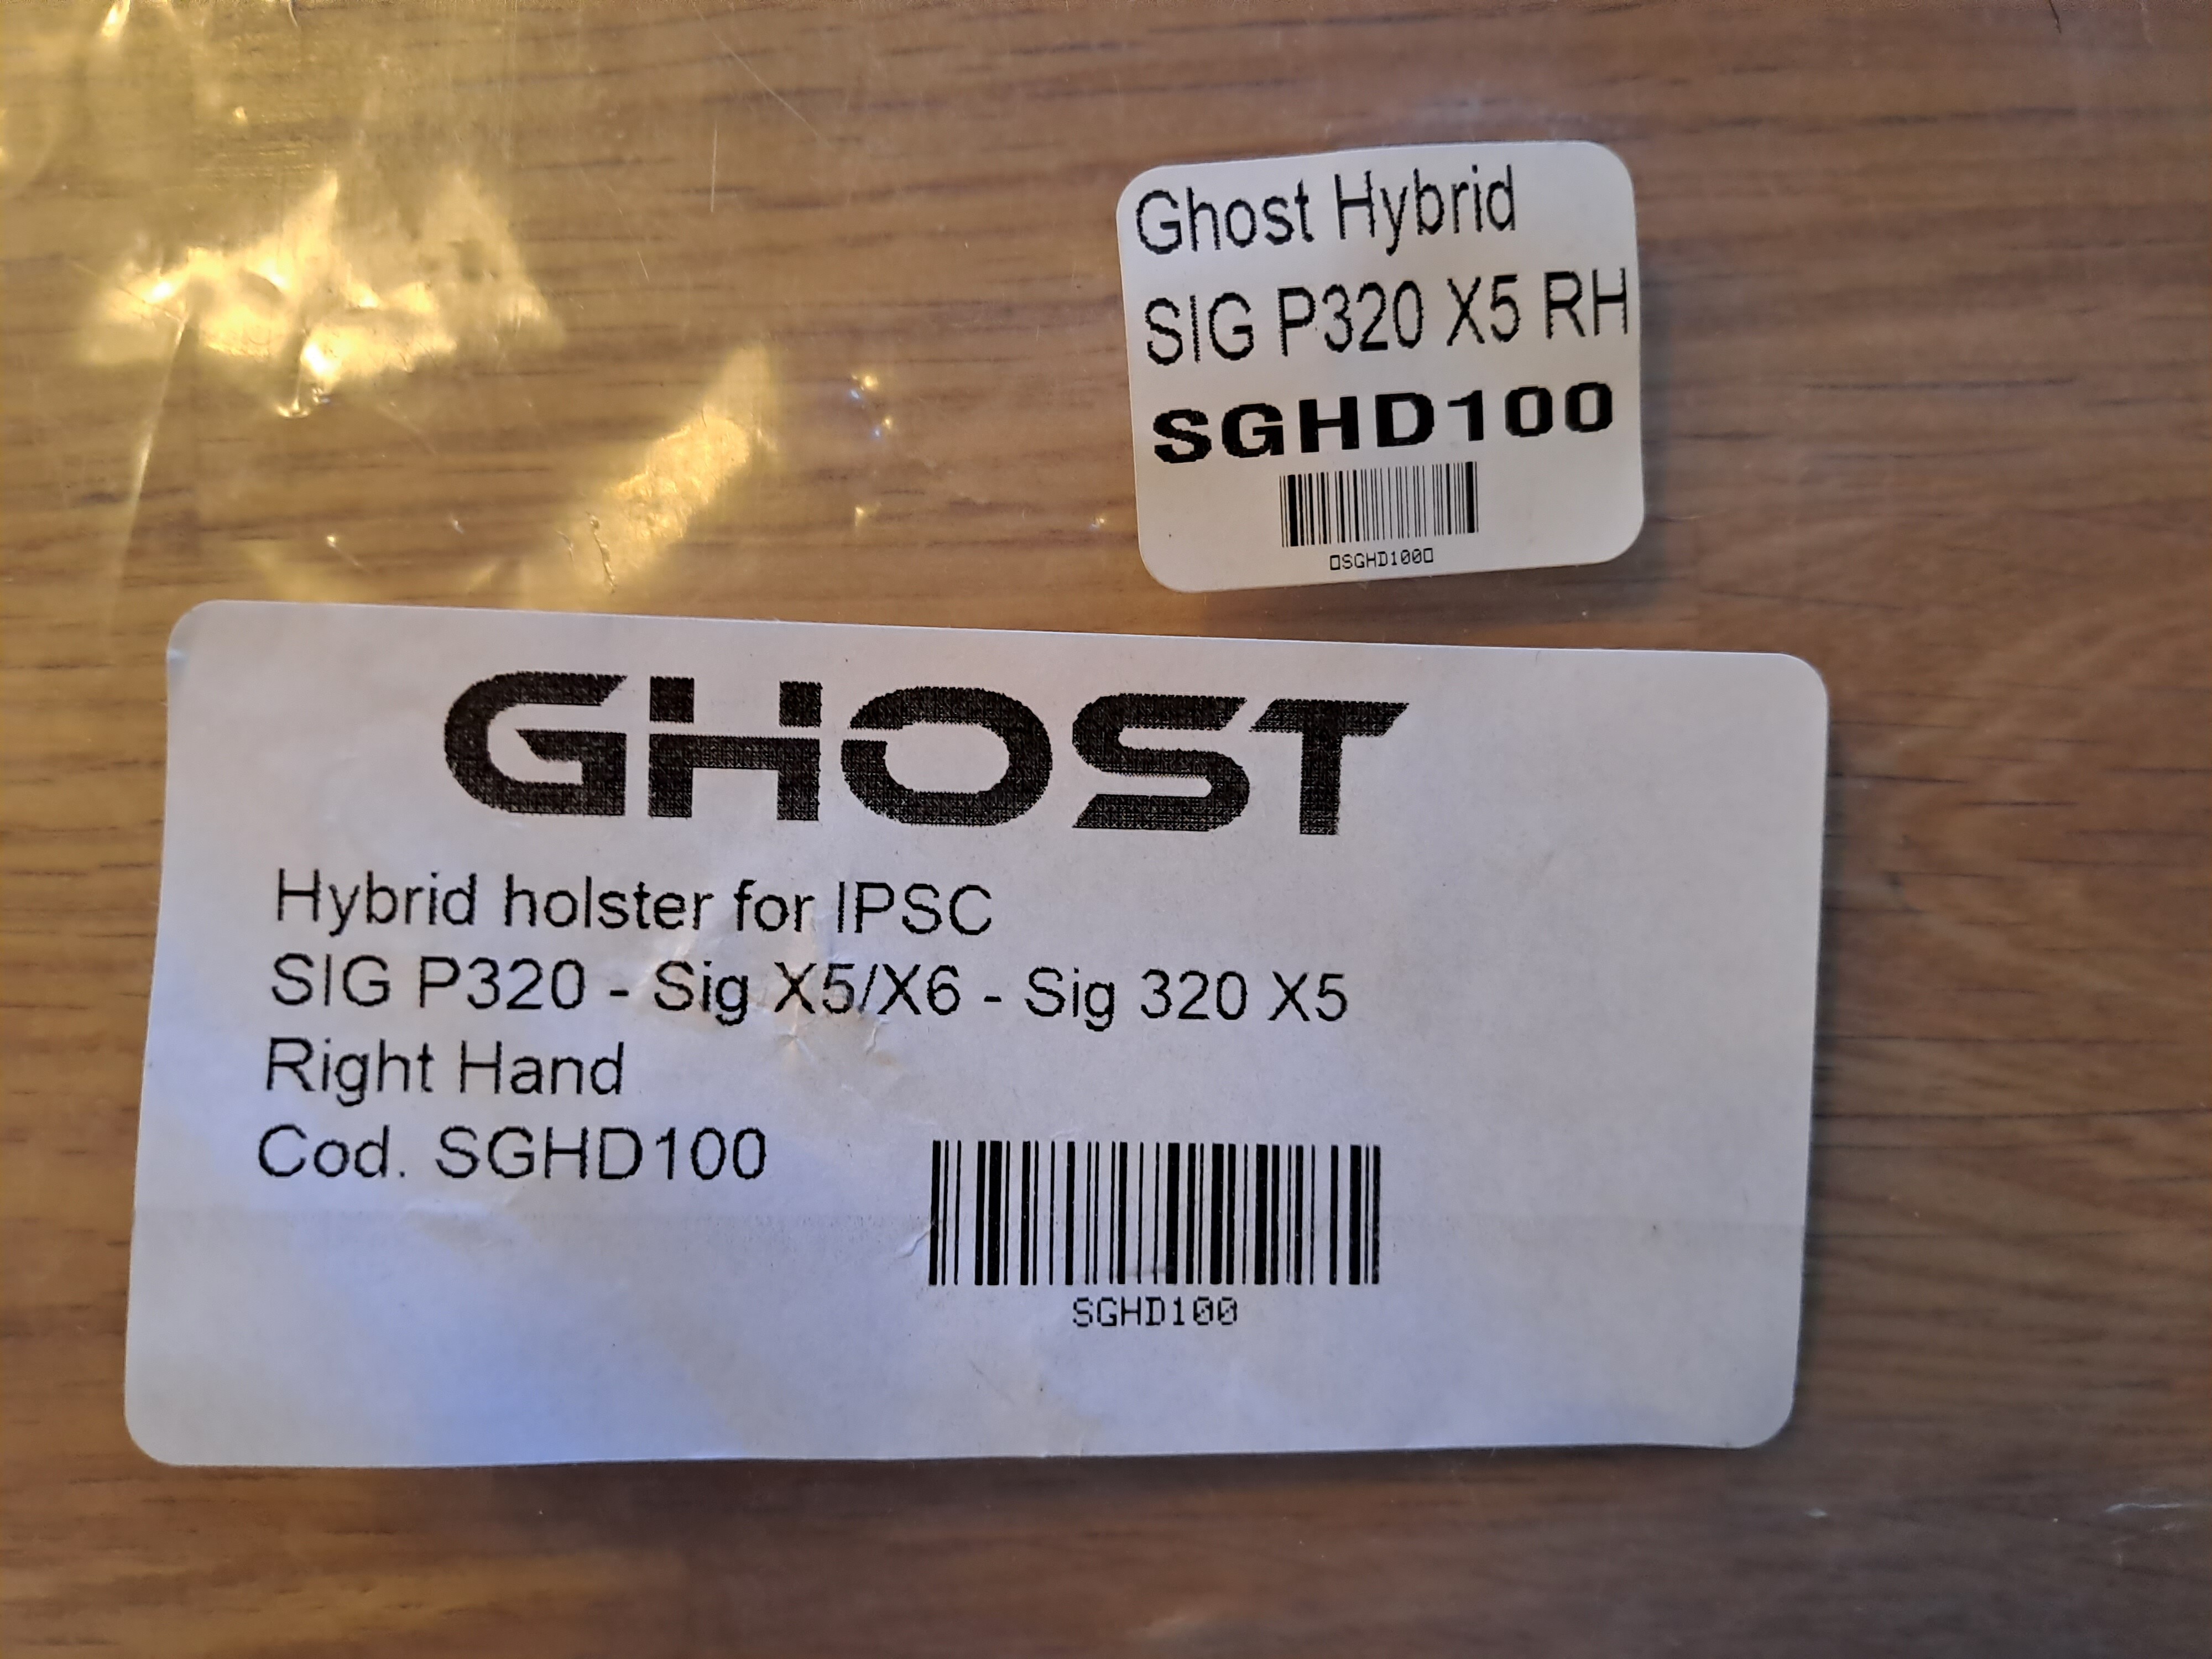 Ghost Hybrid
SIG P320 X5 RH
SGHD100
▯SGHD100▯
GHOST
Hybrid holster for IPSC
SIG P320 - Sig X5/X6 - Sig 320 X5
Right Hand
Cod. SGHD100
SGHD100